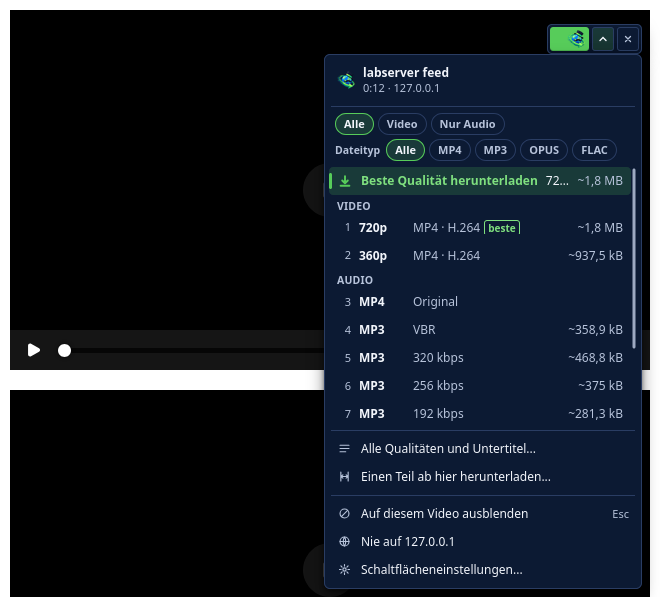 labserver feed
0:12 · 127.0.0.1
Alle Video Nur Audio
Dateityp Alle MP4 MP3 OPUS FLAC
Beste Qualität herunterladen 72... ~1,8 MB
VIDEO
1 720p MP4 · H.264 beste ~1,8 MB
2 360p MP4 · H.264 ~937,5 kB
AUDIO
3 MP4 Original
4 MP3 VBR ~358,9 kB
5 MP3 320 kbps ~468,8 kB
6 MP3 256 kbps ~375 kB
7 MP3 192 kbps ~281,3 kB
Alle Qualitäten und Untertitel...
Einen Teil ab hier herunterladen...
Auf diesem Video ausblenden Esc
Nie auf 127.0.0.1
Schaltflächeneinstellungen...